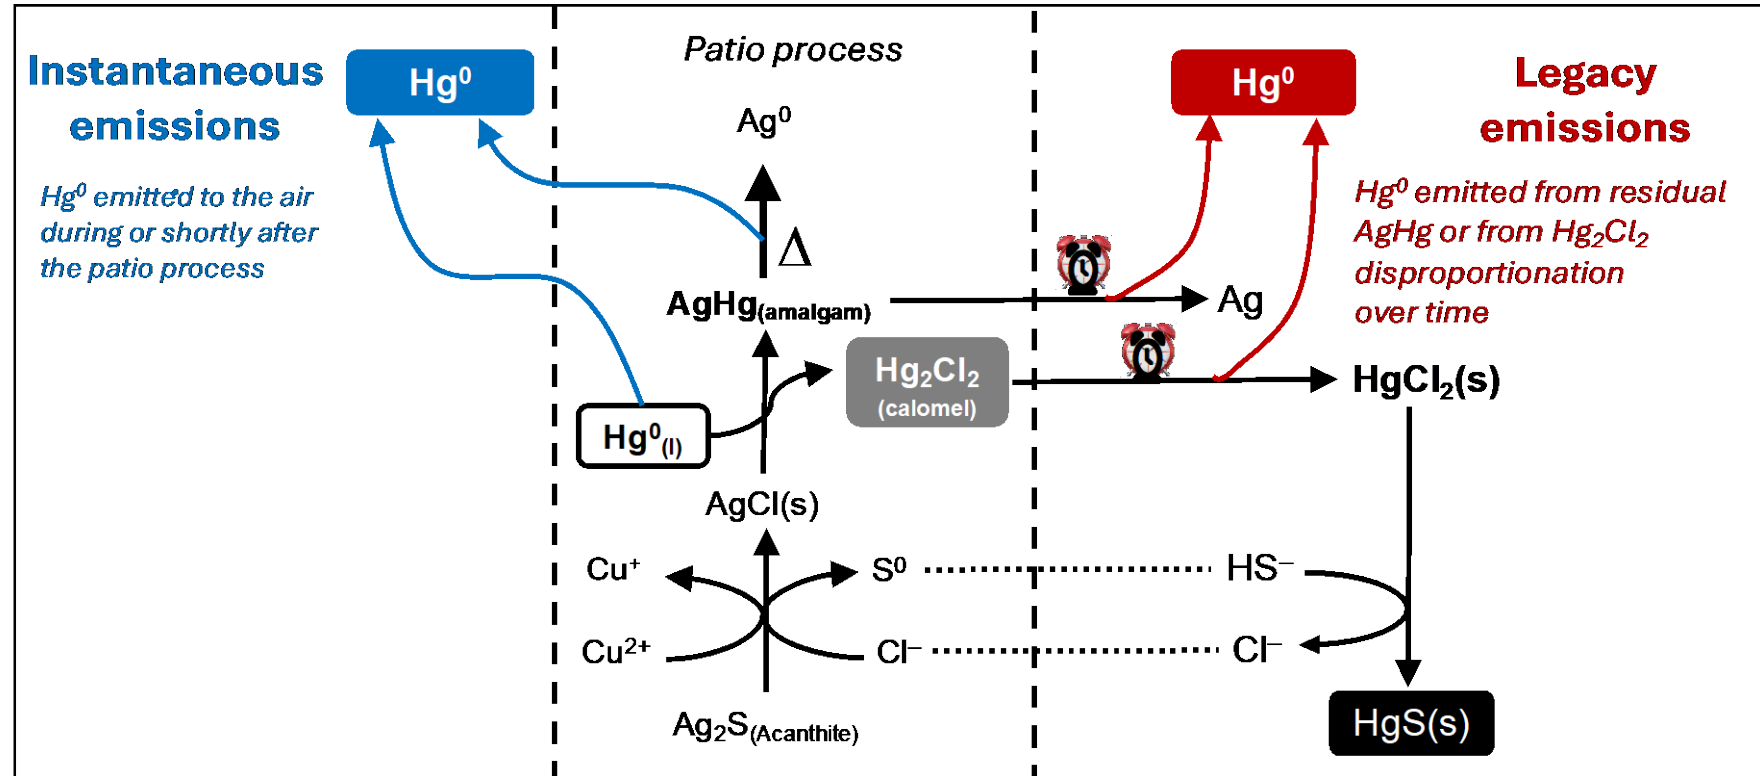 Instantaneous
emissions
Hg⁰ emitted to the air
during or shortly after
the patio process
Hg⁰
Patio process
Ag⁰
Δ
AgHg(amalgam)
Hg₂Cl₂
(calomel)
Hg⁰(l)
AgCl(s)
Cu⁺
S⁰
Cu²⁺
Cl⁻
Ag₂S(Acanthite)
Hg⁰
Legacy
emissions
Hg⁰ emitted from residual
AgHg or from Hg₂Cl₂
disproportionation
over time
Ag
HgCl₂(s)
HS⁻
Cl⁻
HgS(s)